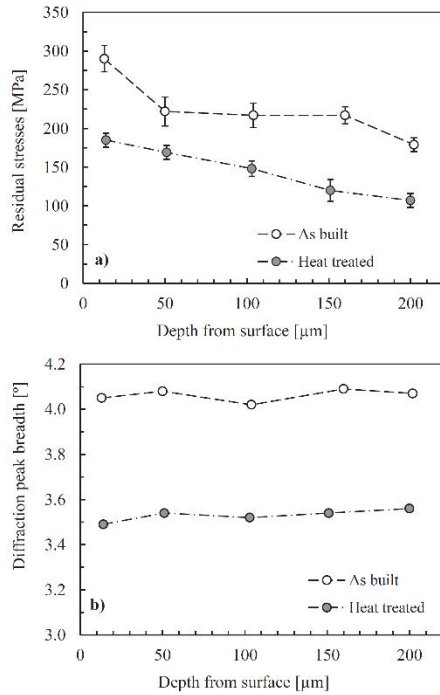 Residual stresses [MPa]
350
300
250
200
150
100
50
0
a)
As built
Heat treated
0 50 100 150 200
Depth from surface [µm]
Diffraction peak breadth [º]
4.2
4.0
3.8
3.6
3.4
3.2
3.0
b)
As built
Heat treated
0 50 100 150 200
Depth from surface [µm]